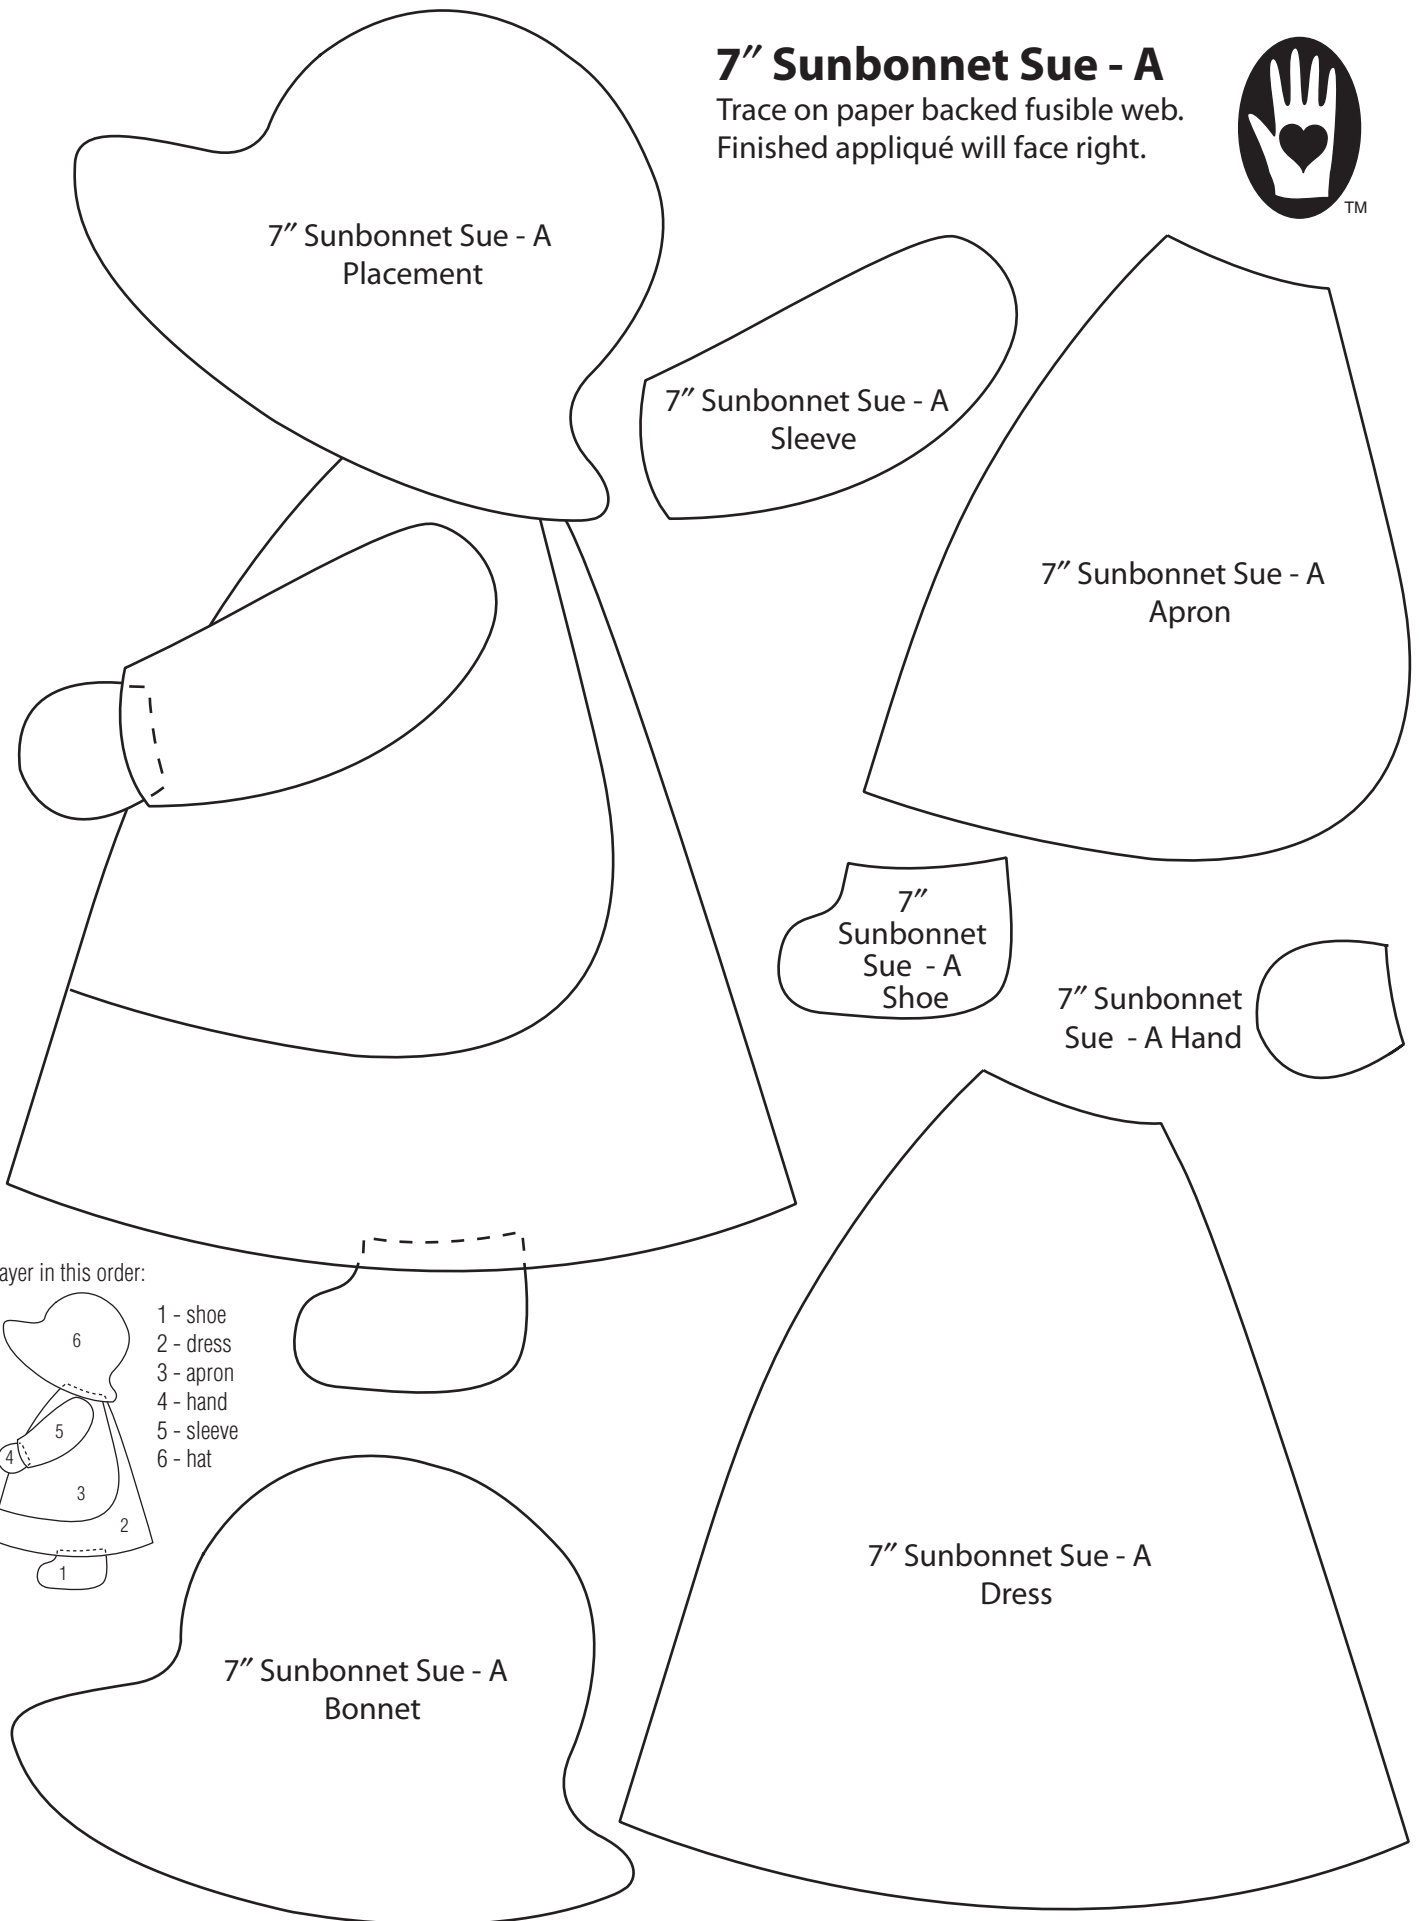 7″ Sunbonnet Sue - A
Trace on paper backed fusible web.
Finished appliqué will face right.
TM
7″ Sunbonnet Sue - A
Placement
7″ Sunbonnet Sue - A
Sleeve
7″ Sunbonnet Sue - A
Apron
7″
Sunbonnet
Sue - A
Shoe
7″ Sunbonnet
Sue - A Hand
ayer in this order:
1 - shoe
2 - dress
3 - apron
4 - hand
5 - sleeve
6 - hat
6
5
4
3
2
1
7″ Sunbonnet Sue - A
Dress
7″ Sunbonnet Sue - A
Bonnet